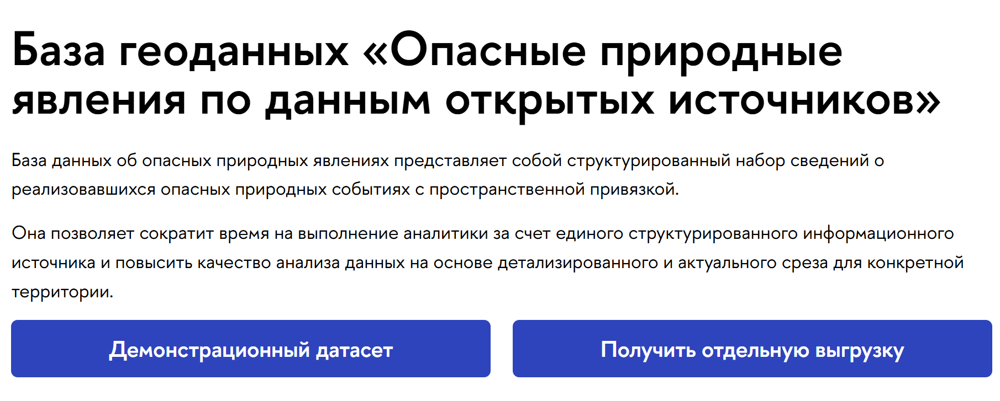 База геоданных «Опасные природные
явления по данным открытых источников»
База данных об опасных природных явлениях представляет собой структурированный набор сведений о
реализовавшихся опасных природных событиях с пространственной привязкой.
Она позволяет сократит время на выполнение аналитики за счет единого структурированного информационного
источника и повысить качество анализа данных на основе детализированного и актуального среза для конкретной
территории.
Демонстрационный датасет
Получить отдельную выгрузку